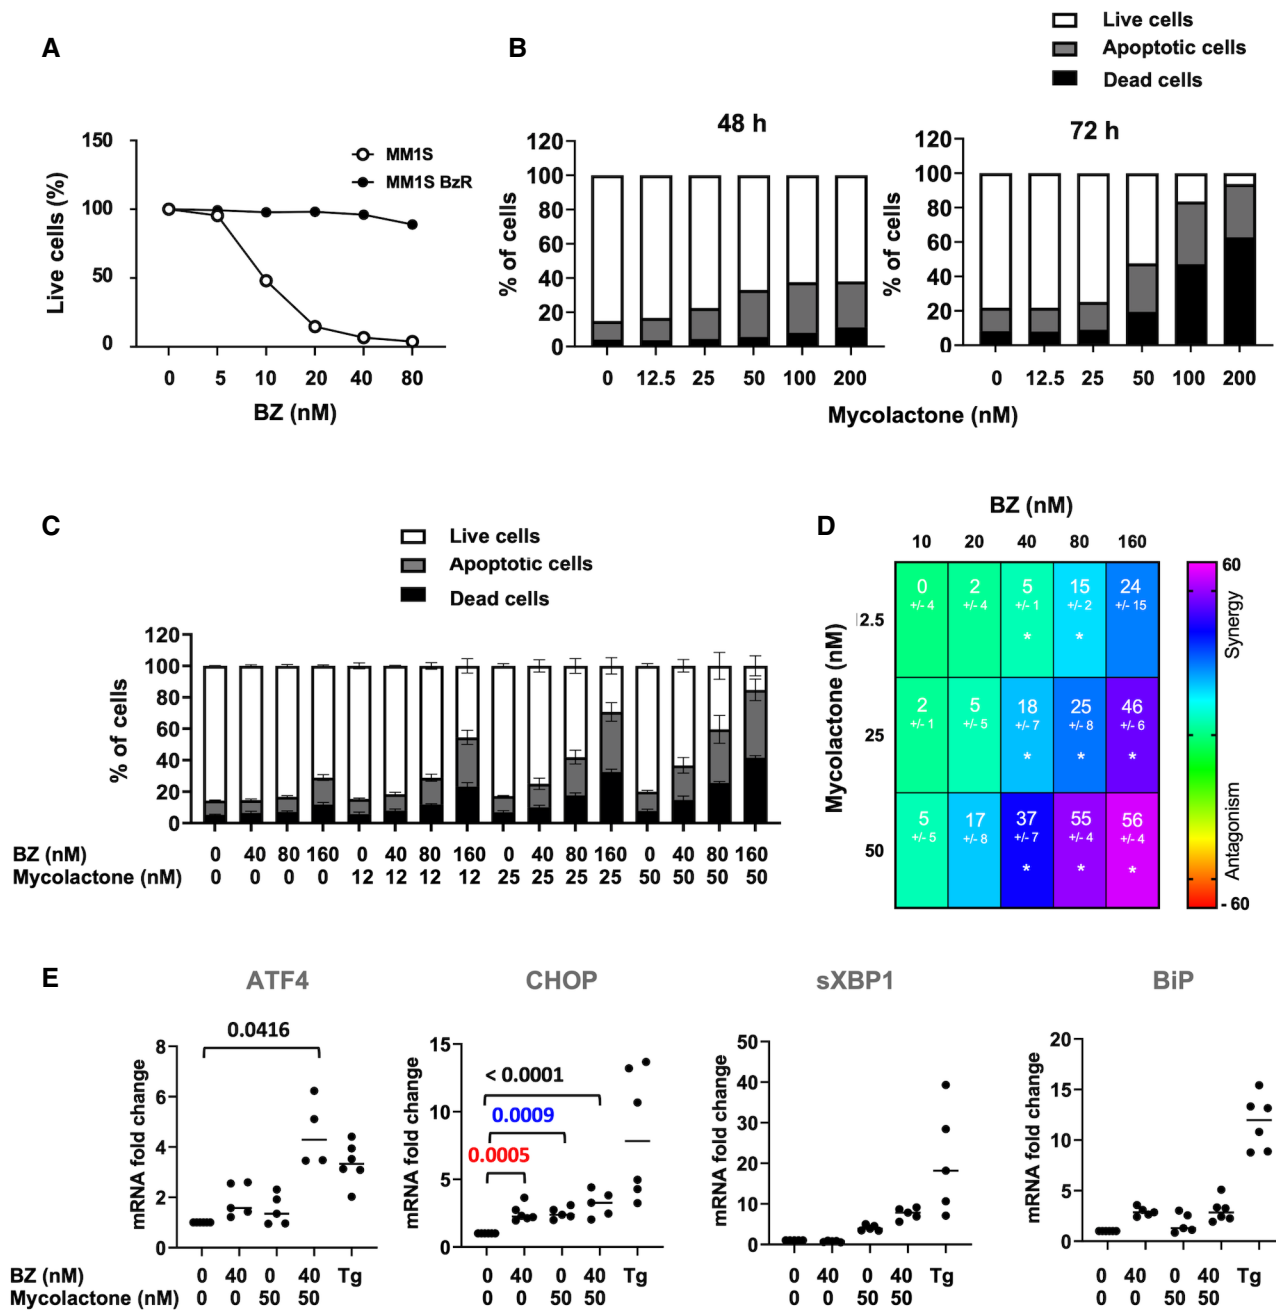 A
150
100
50
0
Live cells (%)
MM1S
MM1S BzR
0 5 10 20 40 80
BZ (nM)
B
Live cells
Apoptotic cells
Dead cells
48 h
120
100
80
60
40
20
0
% of cells
0 12.5 25 50 100 200
72 h
120
100
80
60
40
20
0
% of cells
0 12.5 25 50 100 200
Mycolactone (nM)
C
Live cells
Apoptotic cells
Dead cells
120
100
80
60
40
20
0
% of cells
BZ (nM) 0 40 80 160 0 40 80 160 0 40 80 160 0 40 80 160
Mycolactone (nM) 0 0 0 0 12 12 12 12 25 25 25 25 50 50 50 50
D
BZ (nM)
10 20 40 80 160
Mycolactone (nM)
2.5
0 2 5 15 24
+/- 4 +/- 4 +/- 1 +/- 2 +/- 15
* *
25
2 5 18 25 46
+/- 1 +/- 5 +/- 7 +/- 8 +/- 6
* * *
50
5 17 37 55 56
+/- 5 +/- 8 +/- 7 +/- 4 +/- 4
* * *
60
Synergy
Antagonism
- 60
E
ATF4
8
6
4
2
0
mRNA fold change
0.0416
CHOP
15
10
5
0
mRNA fold change
< 0.0001
0.0009
0.0005
sXBP1
50
40
30
20
10
0
mRNA fold change
BiP
20
15
10
5
0
mRNA fold change
BZ (nM) 0 40 0 40 Tg 0 40 0 40 Tg 0 40 0 40 Tg 0 40 0 40 Tg
Mycolactone (nM) 0 0 50 50 0 0 50 50 0 0 50 50 0 0 50 50